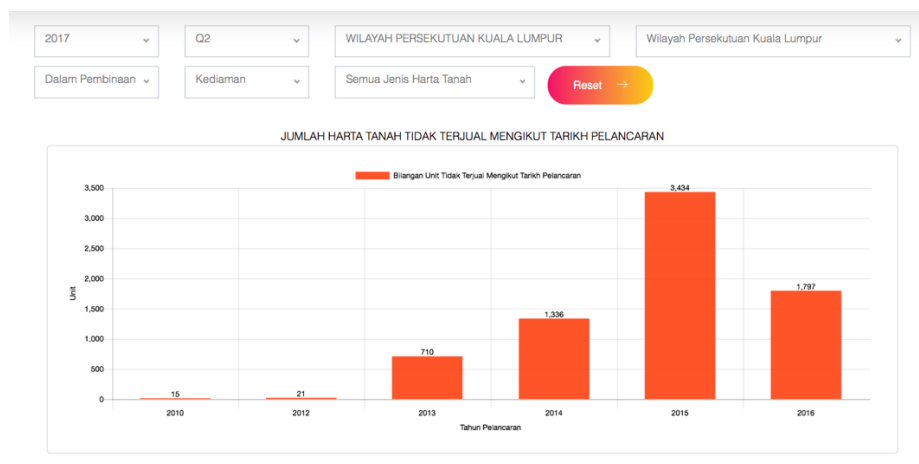 2017 Q2 WILAYAH PERSEKUTUAN KUALA LUMPUR Wilayah Persekutuan Kuala Lumpur
Dalam Pembinaan Kediaman Semua Jenis Harta Tanah Reset →
JUMLAH HARTA TANAH TIDAK TERJUAL MENGIKUT TARIKH PELANCARAN
Bilangan Unit Tidak Terjual Mengikut Tarikh Pelancaran
3,500
3,434
3,000
2,500
2,000
1,797
Unit
1,500
1,336
1,000
710
500
15 21
0
2010 2012 2013 2014 2015 2016
Tahun Pelancaran